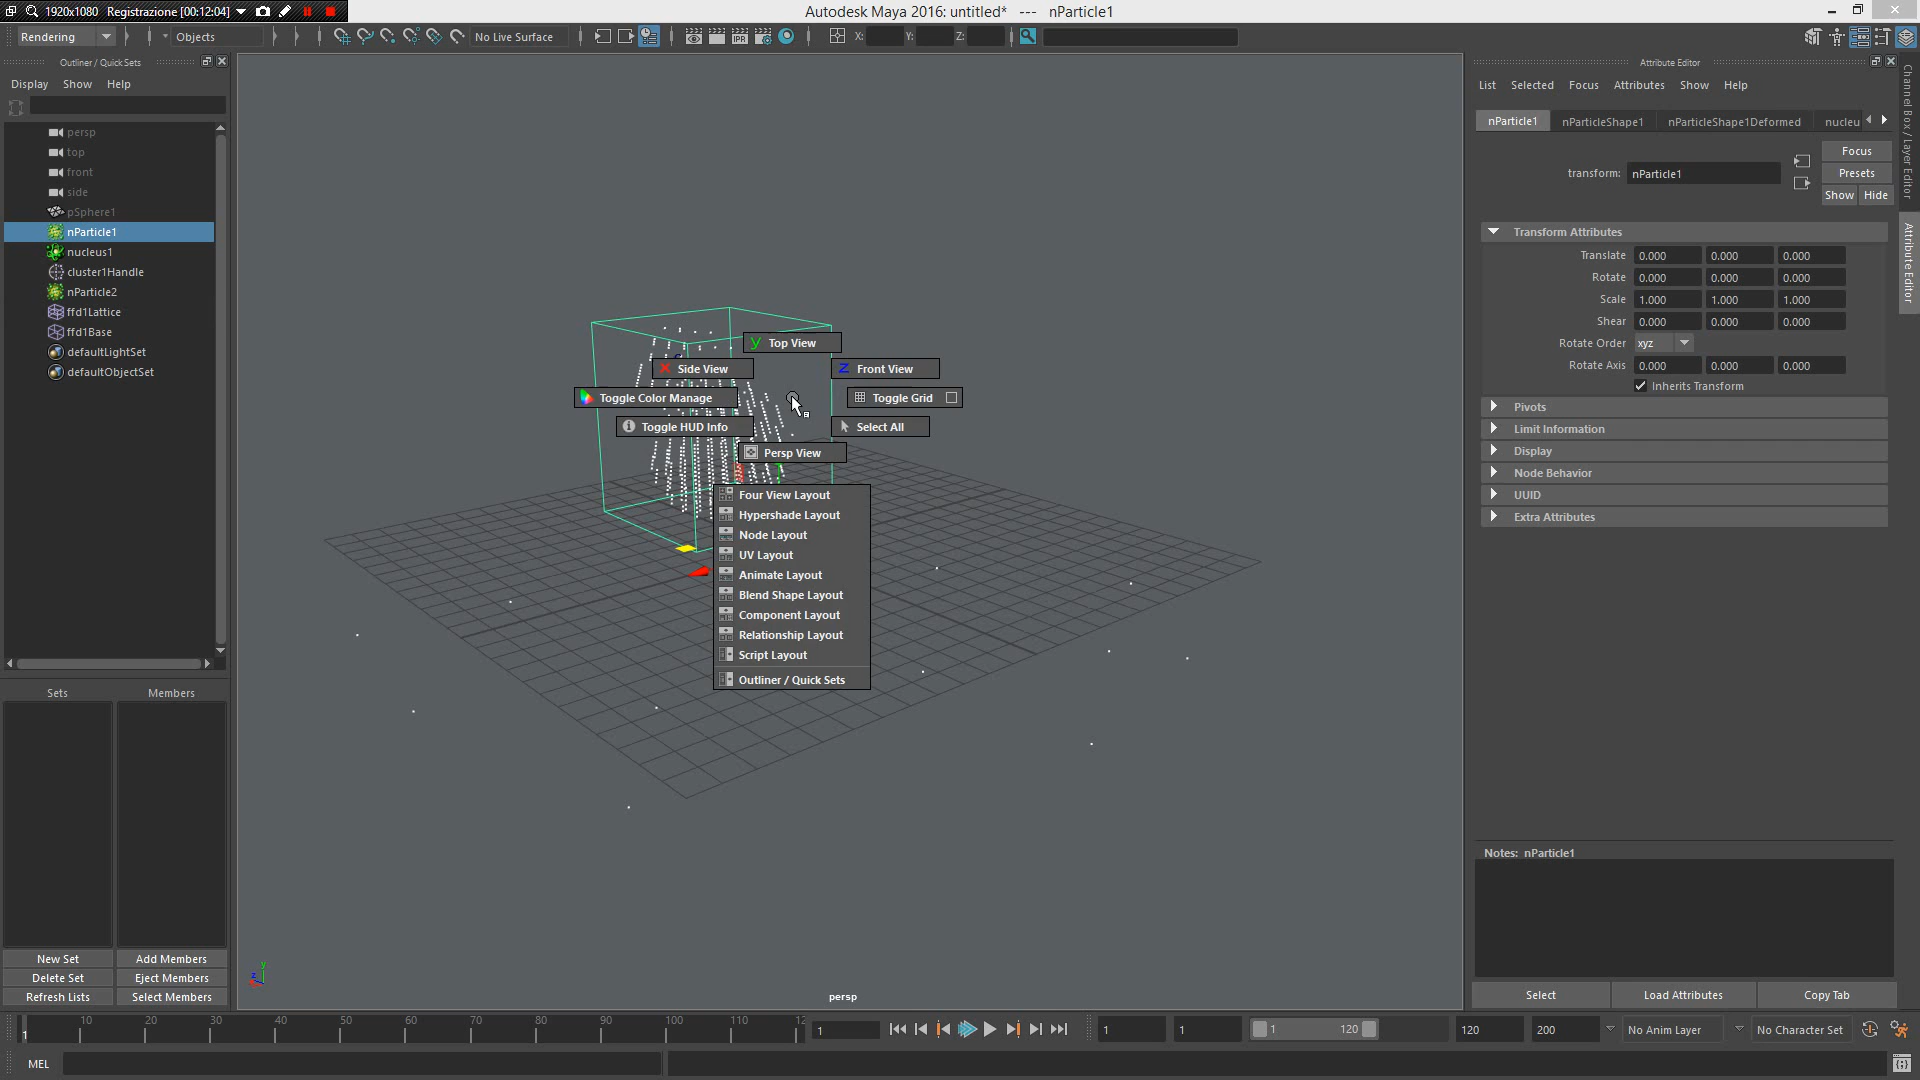 1920x1080 Registrazione [00:12:04]
Autodesk Maya 2016: untitled* --- nParticle1
Rendering
Objects
No Live Surface
X:
Y:
Z:
Outliner / Quick Sets
Display Show Help
persp
top
front
side
pSphere1
nParticle1
nucleus1
cluster1Handle
nParticle2
ffd1Lattice
ffd1Base
defaultLightSet
defaultObjectSet
Sets Members
New Set Add Members
Delete Set Eject Members
Refresh Lists Select Members
Y Top View
Side View
Z Front View
Toggle Color Manage
Toggle Grid
Toggle HUD Info
Select All
Persp View
Four View Layout
Hypershade Layout
Node Layout
UV Layout
Animate Layout
Blend Shape Layout
Component Layout
Relationship Layout
Script Layout
Outliner / Quick Sets
y
z
persp
Attribute Editor
List Selected Focus Attributes Show Help
nParticle1 nParticleShape1 nParticleShape1Deformed nucleu
Focus
transform: nParticle1
Presets
Show Hide
Transform Attributes
Translate 0.000 0.000 0.000
Rotate 0.000 0.000 0.000
Scale 1.000 1.000 1.000
Shear 0.000 0.000 0.000
Rotate Order xyz
Rotate Axis 0.000 0.000 0.000
Inherits Transform
Pivots
Limit Information
Display
Node Behavior
UUID
Extra Attributes
Notes: nParticle1
Select Load Attributes Copy Tab
Channel Box / Layer Editor
Attribute Editor
1 10 20 30 40 50 60 70 80 90 100 110 12
1
1 1 1 120 120 200 No Anim Layer No Character Set
MEL